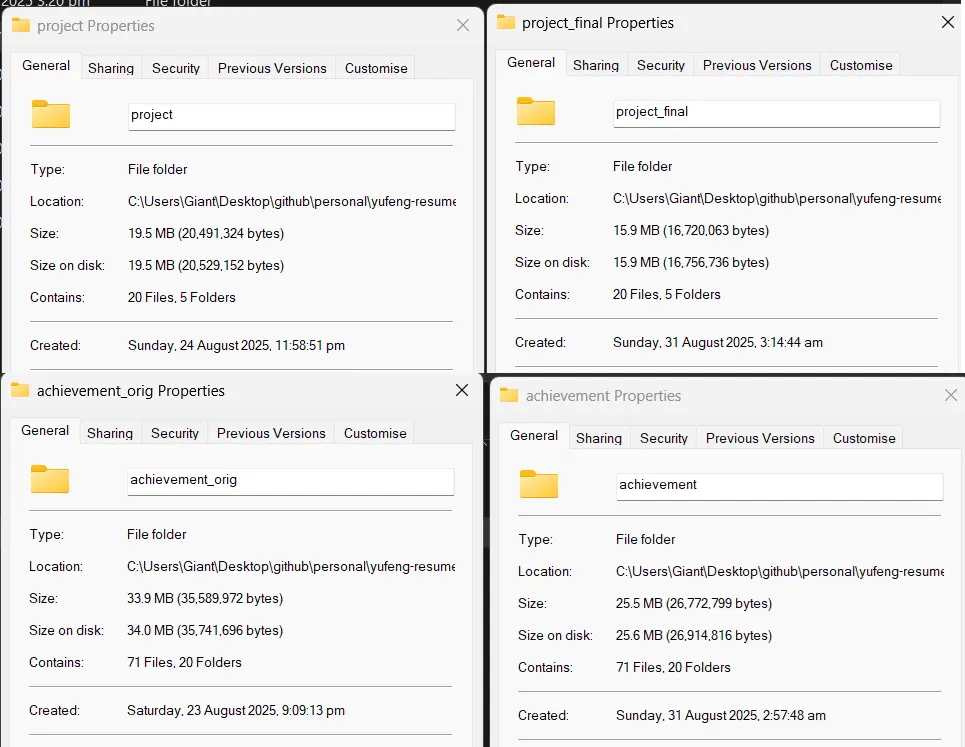 2025 3:20 pm File folder
project Properties
General Sharing Security Previous Versions Customise
project
Type: File folder
Location: C:\Users\Giant\Desktop\github\personal\yufeng-resume
Size: 19.5 MB (20,491,324 bytes)
Size on disk: 19.5 MB (20,529,152 bytes)
Contains: 20 Files, 5 Folders
Created: Sunday, 24 August 2025, 11:58:51 pm
project_final Properties
General Sharing Security Previous Versions Customise
project_final
Type: File folder
Location: C:\Users\Giant\Desktop\github\personal\yufeng-resume
Size: 15.9 MB (16,720,063 bytes)
Size on disk: 15.9 MB (16,756,736 bytes)
Contains: 20 Files, 5 Folders
Created: Sunday, 31 August 2025, 3:14:44 am
achievement_orig Properties
General Sharing Security Previous Versions Customise
achievement_orig
Type: File folder
Location: C:\Users\Giant\Desktop\github\personal\yufeng-resume
Size: 33.9 MB (35,589,972 bytes)
Size on disk: 34.0 MB (35,741,696 bytes)
Contains: 71 Files, 20 Folders
Created: Saturday, 23 August 2025, 9:09:13 pm
achievement Properties
General Sharing Security Previous Versions Customise
achievement
Type: File folder
Location: C:\Users\Giant\Desktop\github\personal\yufeng-resume
Size: 25.5 MB (26,772,799 bytes)
Size on disk: 25.6 MB (26,914,816 bytes)
Contains: 71 Files, 20 Folders
Created: Sunday, 31 August 2025, 2:57:48 am